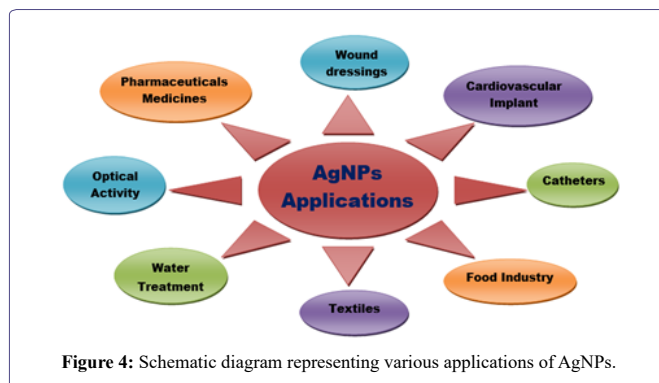 Wound
dressings
Pharmaceuticals
Medicines
Cardiovascular
Implant
AgNPs
Applications
Optical
Activity
Catheters
Water
Treatment
Food Industry
Textiles
Figure 4: Schematic diagram representing various applications of AgNPs.